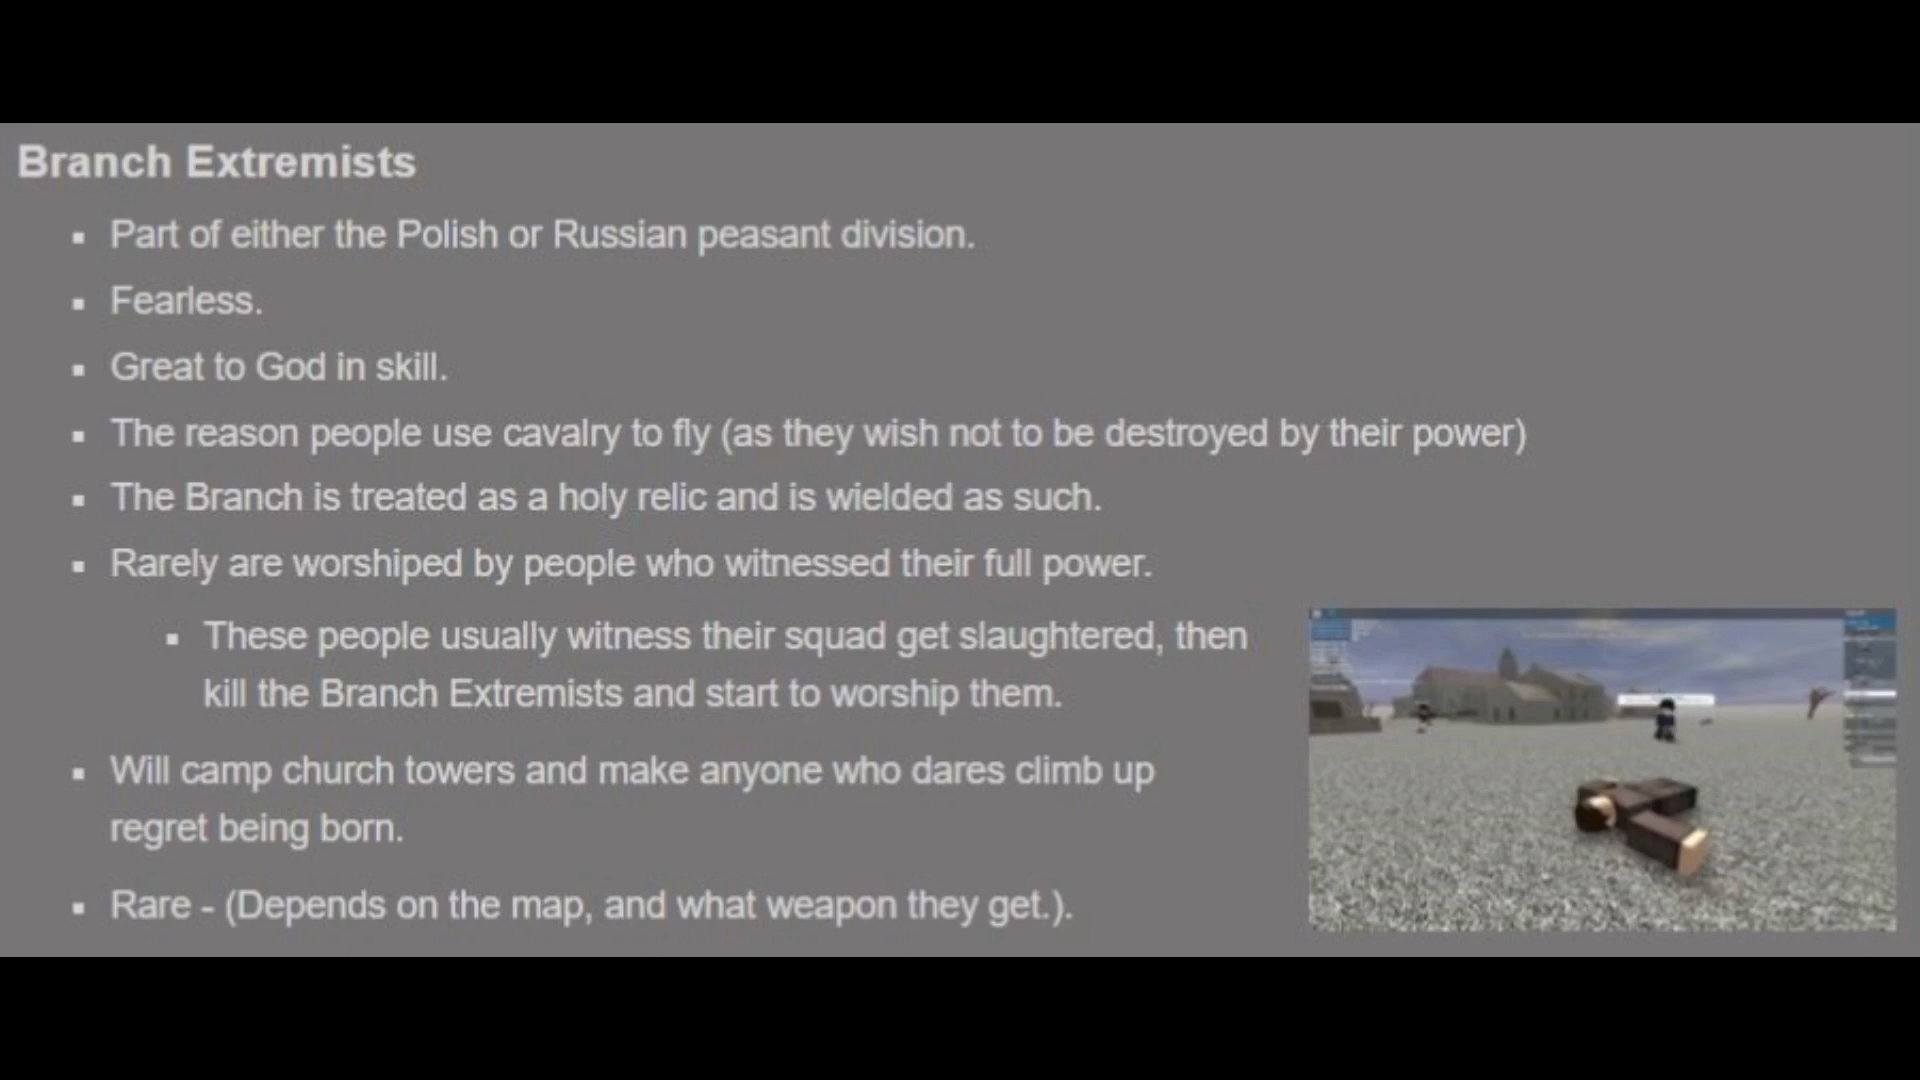 Branch Extremists
▪ Part of either the Polish or Russian peasant division.
▪ Fearless.
▪ Great to God in skill.
▪ The reason people use cavalry to fly (as they wish not to be destroyed by their power)
▪ The Branch is treated as a holy relic and is wielded as such.
▪ Rarely are worshiped by people who witnessed their full power.
▪ These people usually witness their squad get slaughtered, then
kill the Branch Extremists and start to worship them.
▪ Will camp church towers and make anyone who dares climb up
regret being born.
▪ Rare - (Depends on the map, and what weapon they get.).